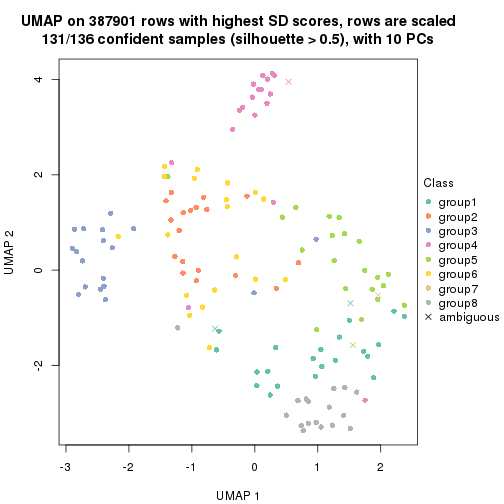 UMAP on 387901 rows with highest SD scores, rows are scaled
131/136 confident samples (silhouette > 0.5), with 10 PCs
4
2
0
-2
UMAP 2
-3
-2
-1
0
1
2
UMAP 1
Class
group1
group2
group3
group4
group5
group6
group7
group8
ambiguous